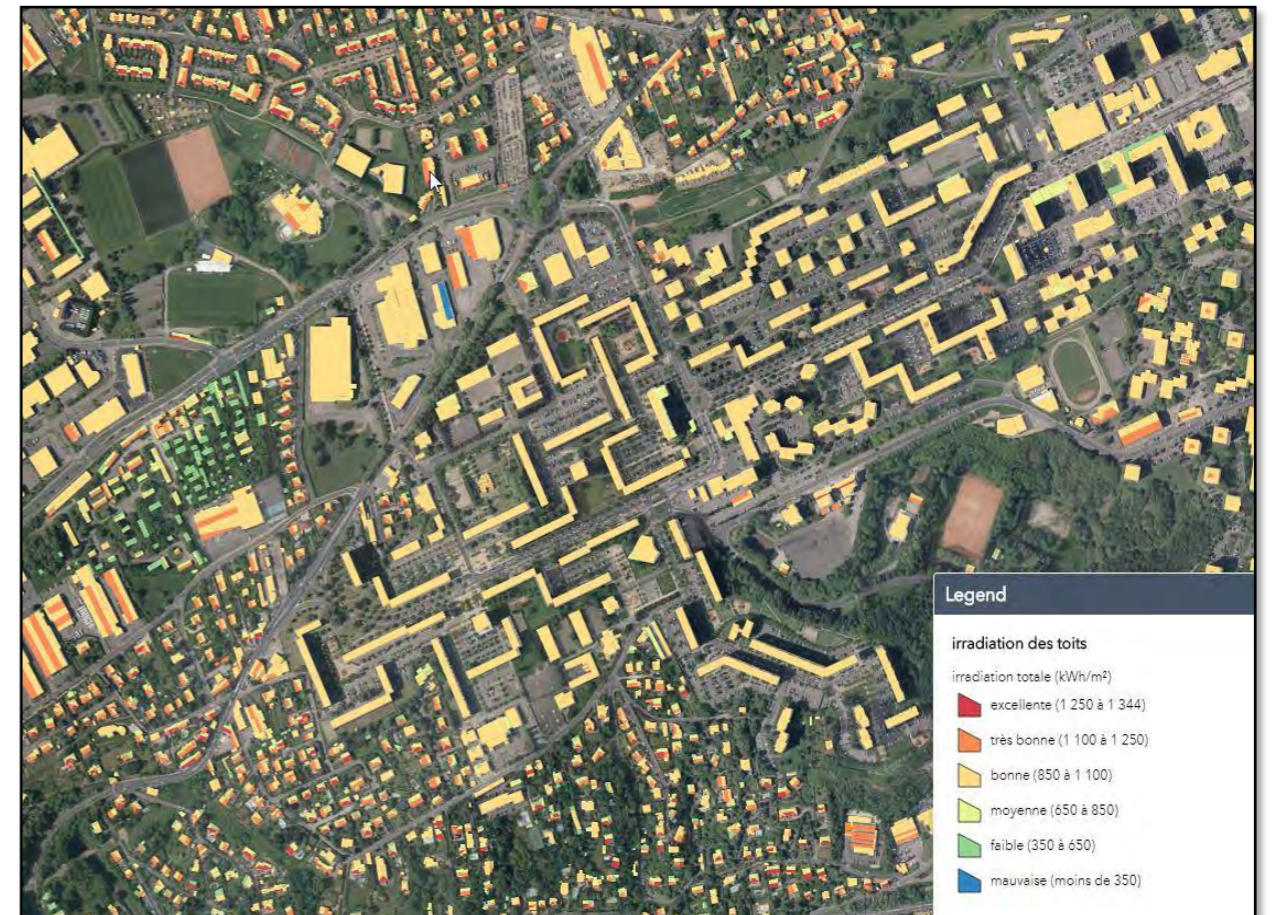 Legend
irradiation des toits
irradiation totale (kWh/m²)
excellente (1 250 à 1 344)
très bonne (1 100 à 1 250)
bonne (850 à 1 100)
moyenne (650 à 850)
faible (350 à 650)
mauvaise (moins de 350)